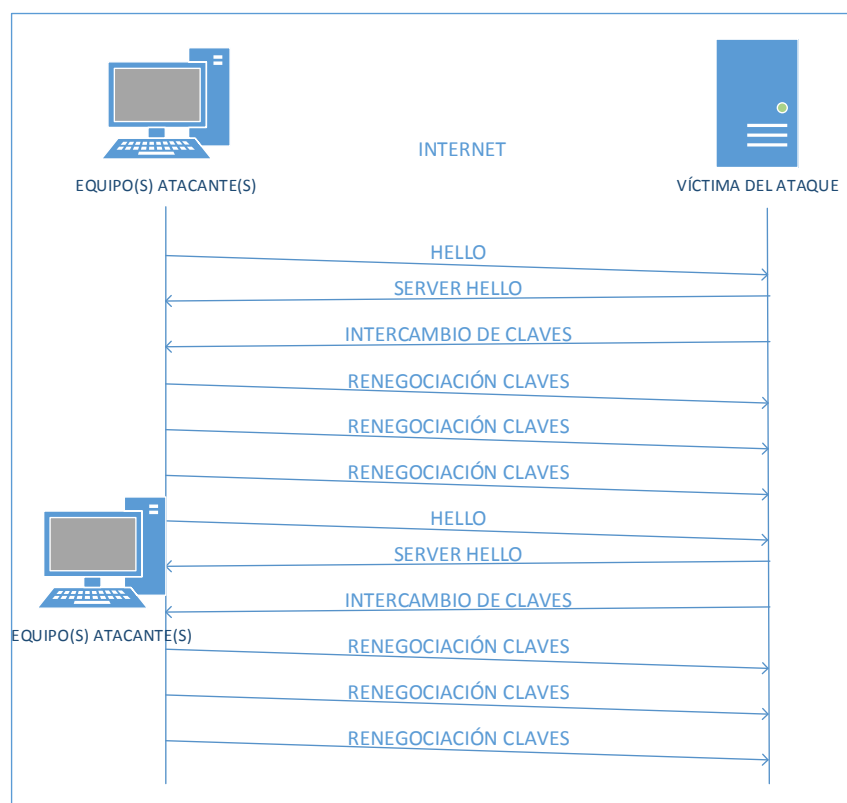 INTERNET
EQUIPO(S) ATACANTE(S)
VÍCTIMA DEL ATAQUE
HELLO
SERVER HELLO
INTERCAMBIO DE CLAVES
RENEGOCIACIÓN CLAVES
RENEGOCIACIÓN CLAVES
RENEGOCIACIÓN CLAVES
HELLO
SERVER HELLO
INTERCAMBIO DE CLAVES
EQUIPO(S) ATACANTE(S)
RENEGOCIACIÓN CLAVES
RENEGOCIACIÓN CLAVES
RENEGOCIACIÓN CLAVES